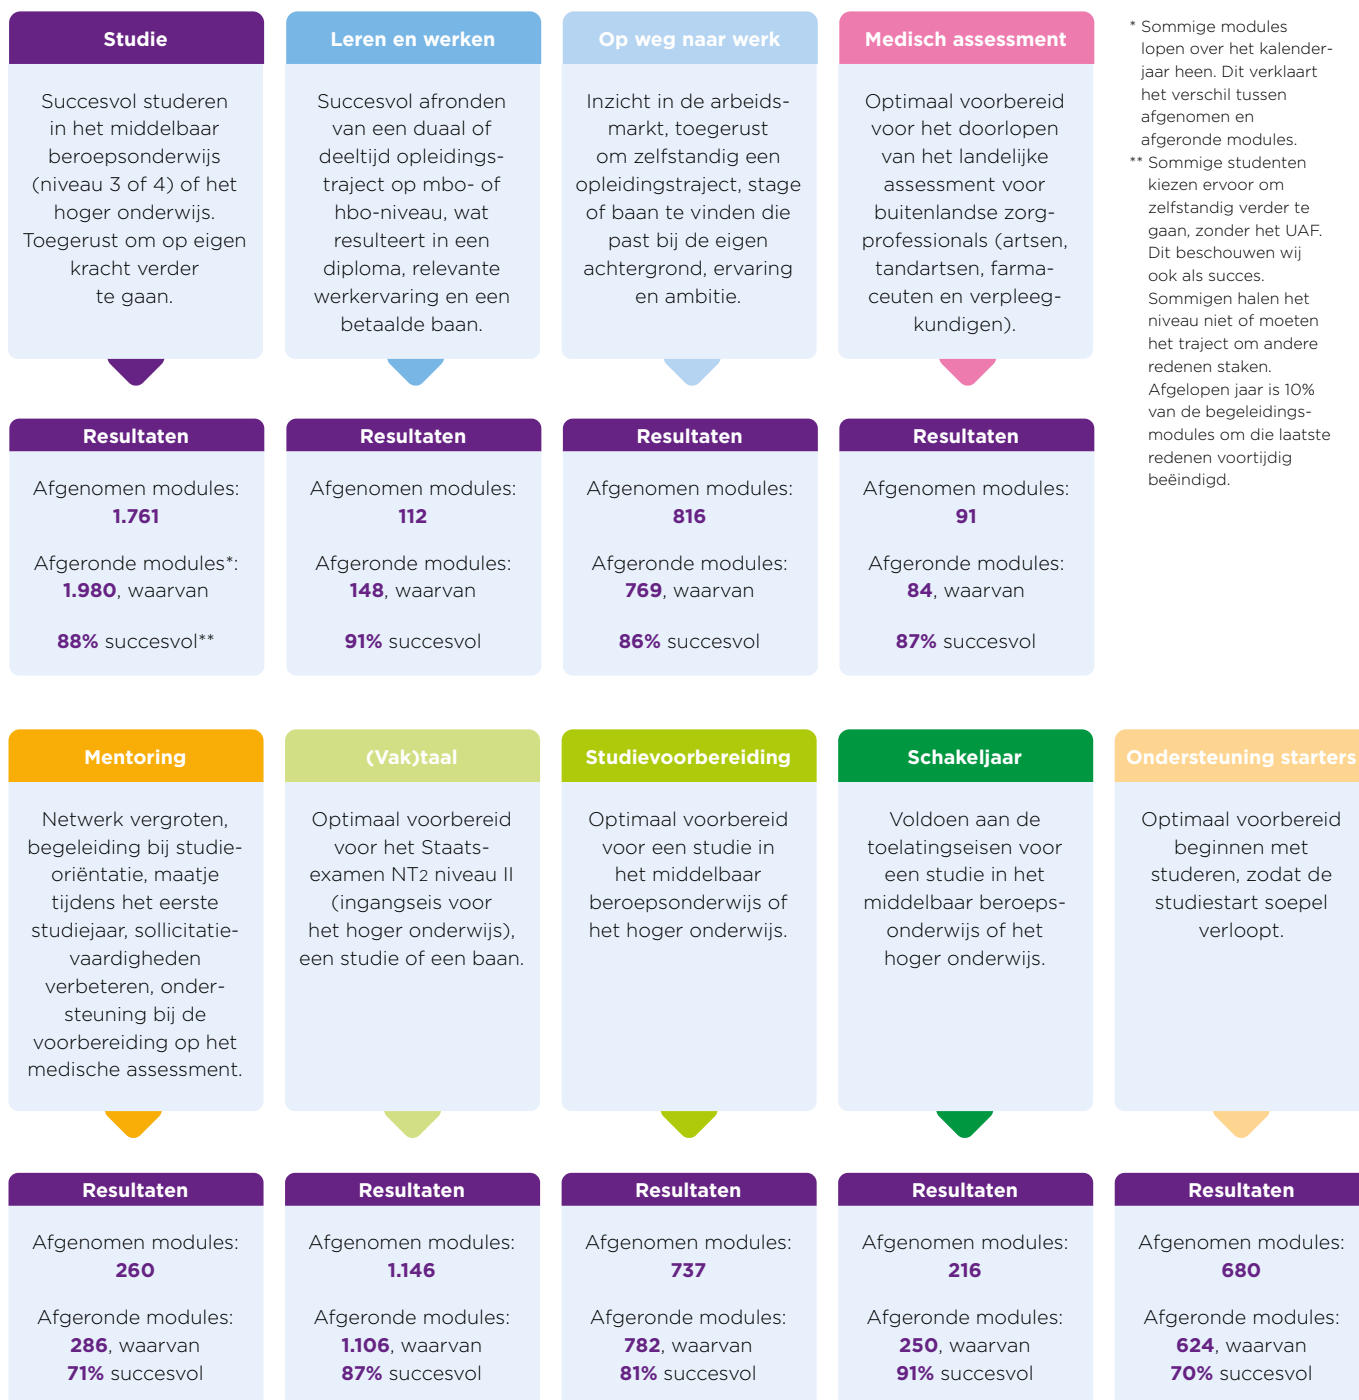 Studie
Succesvol studeren
in het middelbaar
beroepsonderwijs
(niveau 3 of 4) of het
hoger onderwijs.
Toegerust om op eigen
kracht verder
te gaan.
Resultaten
Afgenomen modules:
1.761
Afgeronde modules*:
1.980, waarvan
88% succesvol**
Leren en werken
Succesvol afronden
van een duaal of
deeltijd opleidings-
traject op mbo- of
hbo-niveau, wat
resulteert in een
diploma, relevante
werkervaring en een
betaalde baan.
Resultaten
Afgenomen modules:
112
Afgeronde modules:
148, waarvan
91% succesvol
Op weg naar werk
Inzicht in de arbeids-
markt, toegerust
om zelfstandig een
opleidingstraject, stage
of baan te vinden die
past bij de eigen
achtergrond, ervaring
en ambitie.
Resultaten
Afgenomen modules:
816
Afgeronde modules:
769, waarvan
86% succesvol
Medisch assessment
Optimaal voorbereid
voor het doorlopen
van het landelijke
assessment voor
buitenlandse zorg-
professionals (artsen,
tandartsen, farma-
ceuten en verpleeg-
kundigen).
Resultaten
Afgenomen modules:
91
Afgeronde modules:
84, waarvan
87% succesvol
* Sommige modules
lopen over het kalender-
jaar heen. Dit verklaart
het verschil tussen
afgenomen en
afgeronde modules.
** Sommige studenten
kiezen ervoor om
zelfstandig verder te
gaan, zonder het UAF.
Dit beschouwen wij
ook als succes.
Sommigen halen het
niveau niet of moeten
het traject om andere
redenen staken.
Afgelopen jaar is 10%
van de begeleidings-
modules om die laatste
redenen voortijdig
beëindigd.
Mentoring
Netwerk vergroten,
begeleiding bij studie-
oriëntatie, maatje
tijdens het eerste
studiejaar, sollicitatie-
vaardigheden
verbeteren, onder-
steuning bij de
voorbereiding op het
medische assessment.
Resultaten
Afgenomen modules:
260
Afgeronde modules:
286, waarvan
71% succesvol
(Vak)taal
Optimaal voorbereid
voor het Staats-
examen NT2 niveau II
(ingangseis voor
het hoger onderwijs),
een studie of een baan.
Resultaten
Afgenomen modules:
1.146
Afgeronde modules:
1.106, waarvan
87% succesvol
Studievoorbereiding
Optimaal voorbereid
voor een studie in
het middelbaar
beroepsonderwijs of
het hoger onderwijs.
Resultaten
Afgenomen modules:
737
Afgeronde modules:
782, waarvan
81% succesvol
Schakeljaar
Voldoen aan de
toelatingseisen voor
een studie in het
middelbaar beroeps-
onderwijs of het
hoger onderwijs.
Resultaten
Afgenomen modules:
216
Afgeronde modules:
250, waarvan
91% succesvol
Ondersteuning starters
Optimaal voorbereid
beginnen met
studeren, zodat de
studiestart soepel
verloopt.
Resultaten
Afgenomen modules:
680
Afgeronde modules:
624, waarvan
70% succesvol